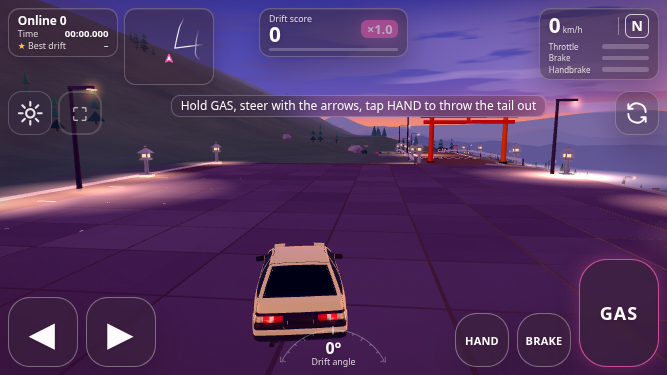 Online 0
Time 00:00.000
★ Best drift –
Drift score
0 ×1.0
0 km/h N
Throttle
Brake
Handbrake
Hold GAS, steer with the arrows, tap HAND to throw the tail out
◀ ▶
HAND BRAKE GAS
0°
Drift angle